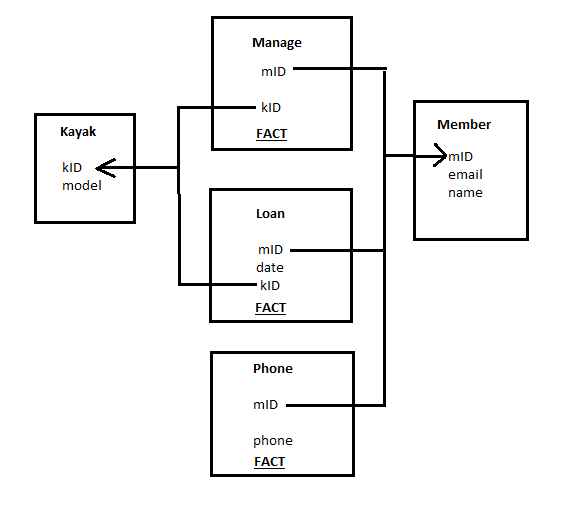 Kayak
kID
model
Manage
mID
kID
FACT
Loan
mID
date
kID
FACT
Phone
mID
phone
FACT
Member
mID
email
name